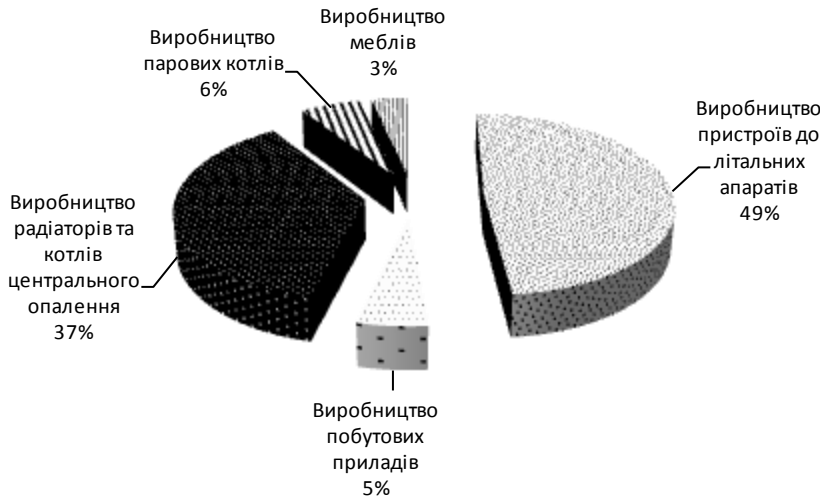 Виробництво
меблів
3%
Виробництво
парових котлів
6%
Виробництво
пристроїв до
літальних
апаратів
49%
Виробництво
радіаторів та
котлів
центрального
опалення
37%
Виробництво
побутових
приладів
5%